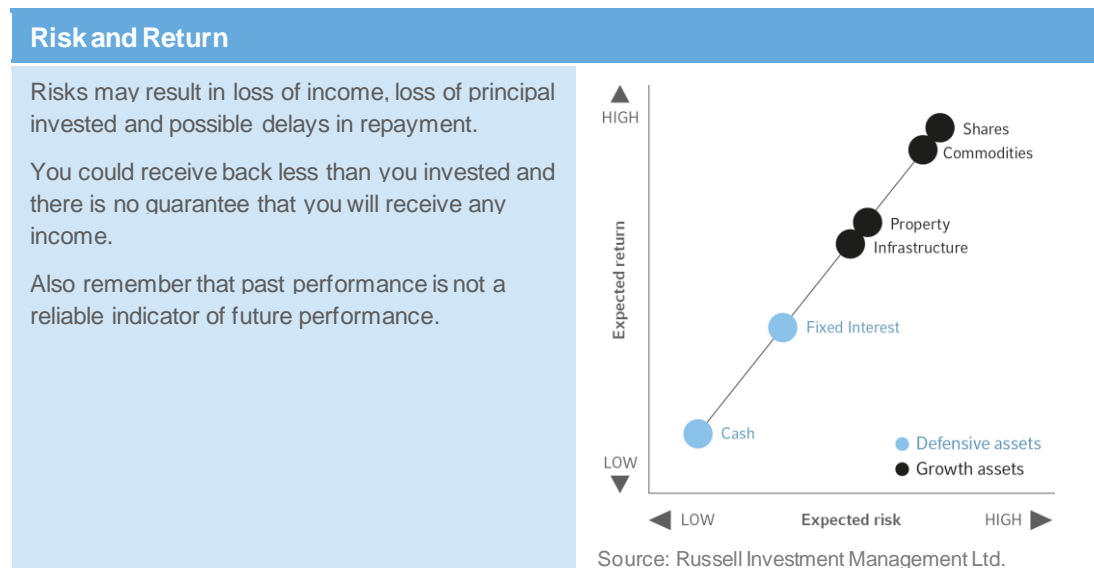 Risk and Return
Risks may result in loss of income, loss of principal
invested and possible delays in repayment.
You could receive back less than you invested and
there is no guarantee that you will receive any
income.
Also remember that past performance is not a
reliable indicator of future performance.
HIGH
Shares
Commodities
Property
Infrastructure
Expected return
Fixed Interest
Cash
Defensive assets
Growth assets
LOW
LOW
Expected risk
HIGH
Source: Russell Investment Management Ltd.